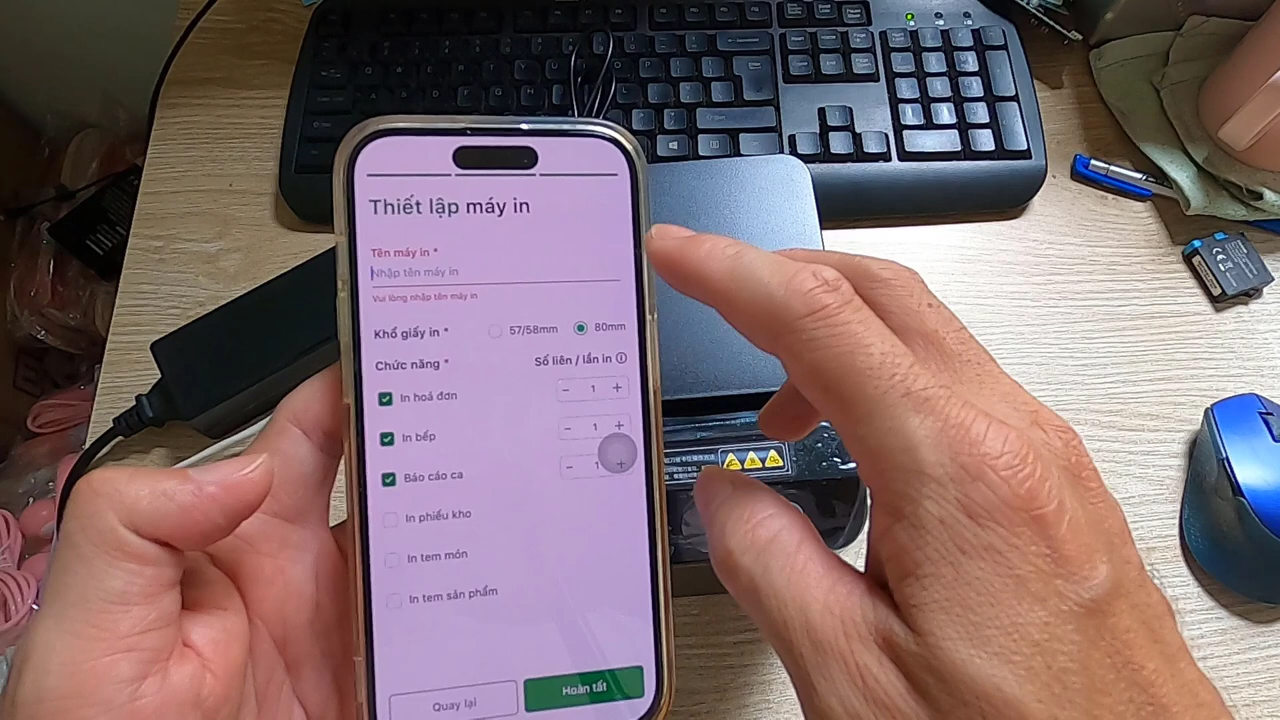 Thiết lập máy in
Tên máy in *
Nhập tên máy in
Vui lòng nhập tên máy in
Khổ giấy in *
57/58mm
80mm
Chức năng *
Số liên / lần in
In hoá đơn
− 1 +
In bếp
− 1 +
Báo cáo ca
− 1 +
In phiếu kho
In tem món
In tem sản phẩm
Quay lại
Hoàn tất